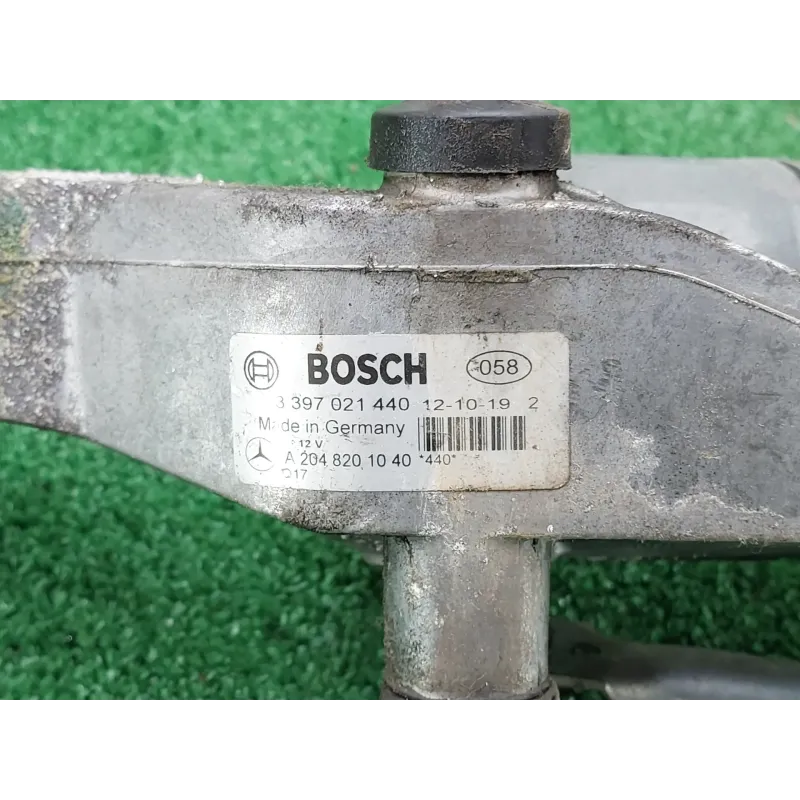 BOSCH 058
3 397 021 440 12-10-19 2
Made in Germany
12 V
A 204 820 10 40 *440*